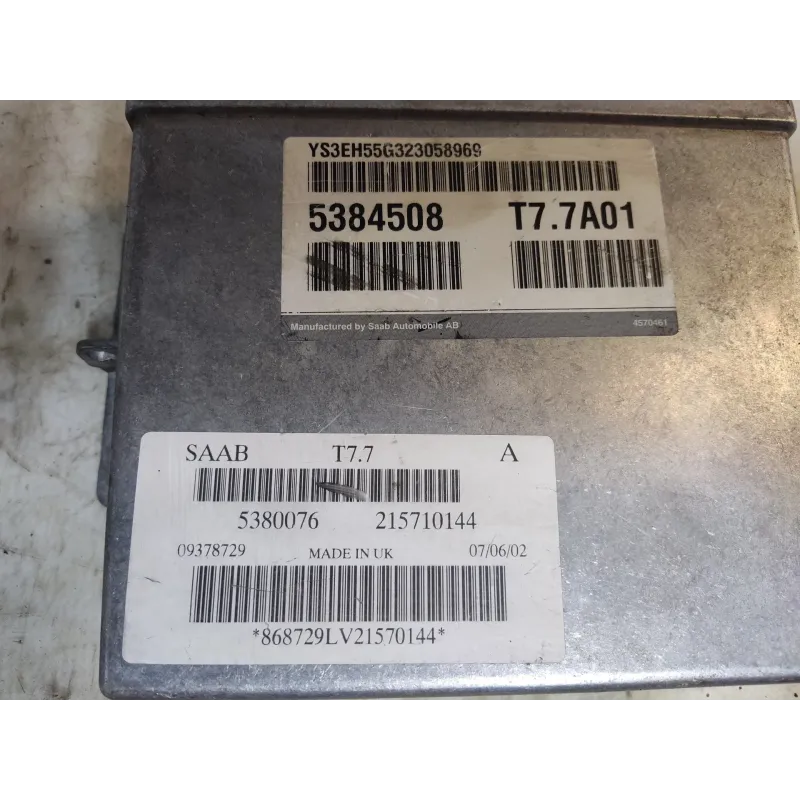 YS3EH55G323058969
5384508 T7.7A01
Manufactured by Saab Automobile AB 4570461
SAAB T7.7 A
5380076 215710144
09378729 MADE IN UK 07/06/02
*868729LV21570144*